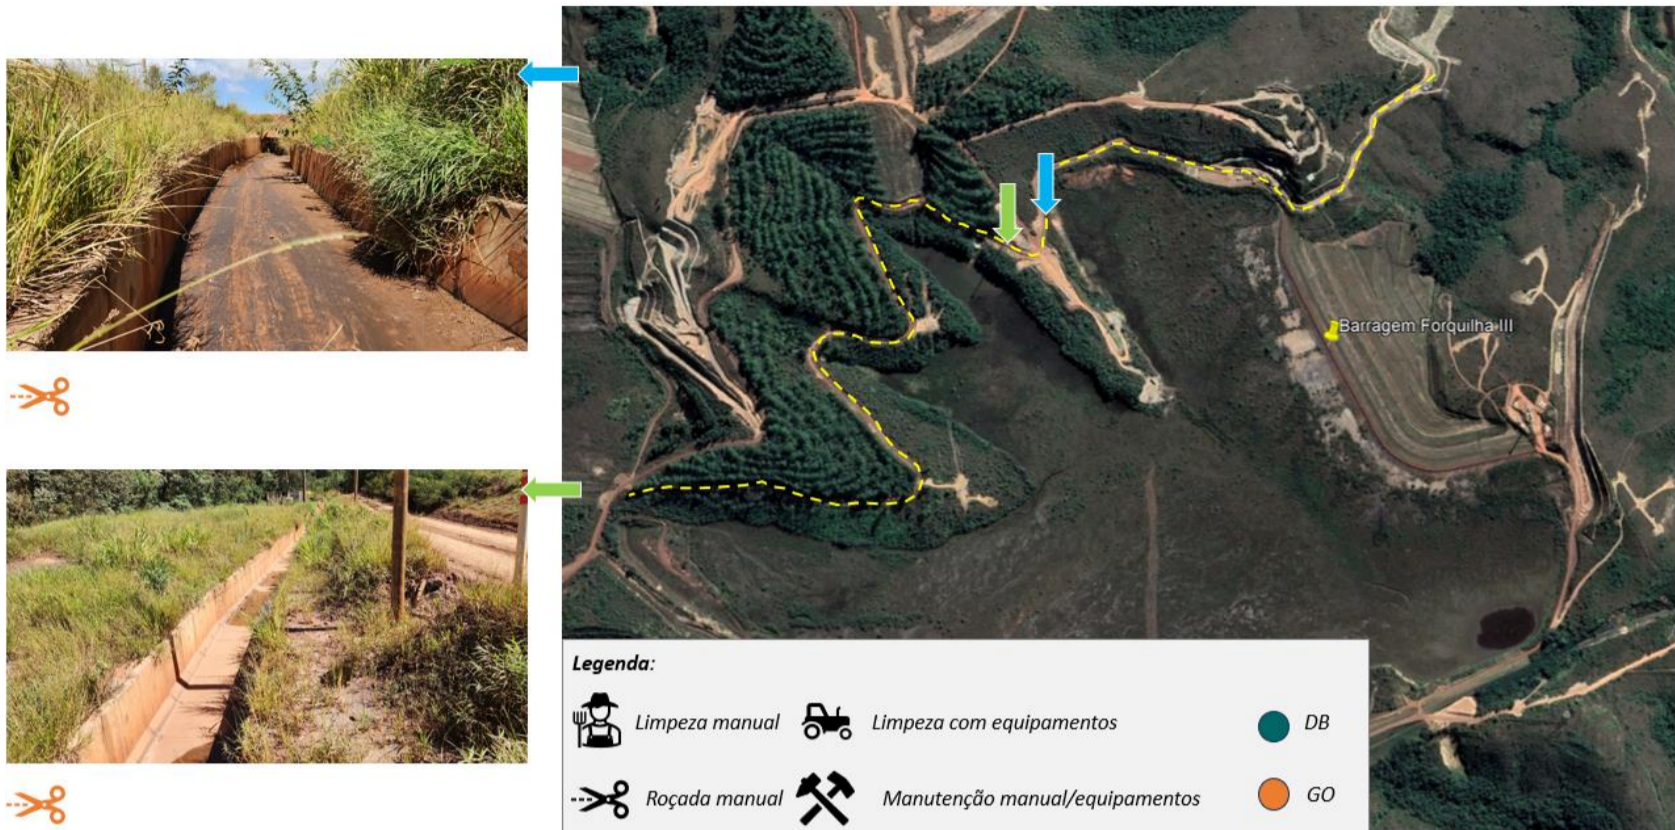 Barragem Forquilha III
Legenda:
Limpeza manual
Limpeza com equipamentos
DB
Roçada manual
Manutenção manual/equipamentos
GO